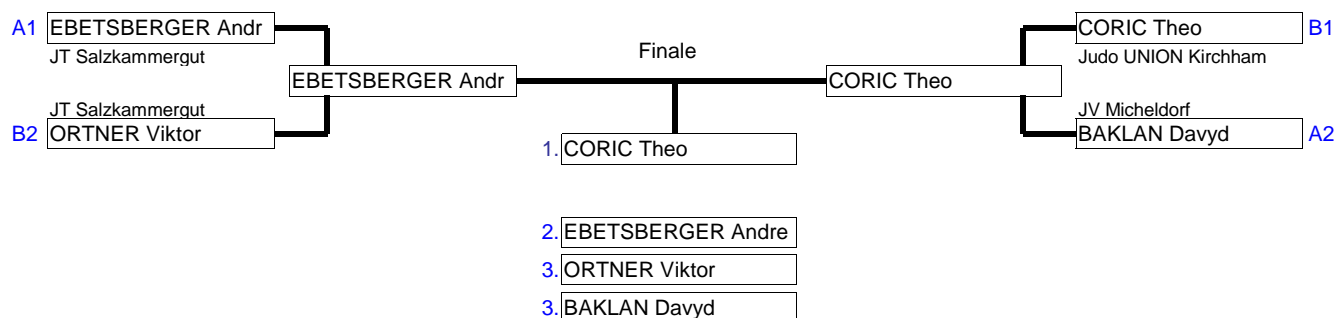 A1 EBETSBERGER Andr
JT Salzkammergut
JT Salzkammergut
B2 ORTNER Viktor
EBETSBERGER Andr
Finale
CORIC Theo
CORIC Theo B1
Judo UNION Kirchham
JV Micheldorf
BAKLAN Davyd A2
1. CORIC Theo
2. EBETSBERGER Andre
3. ORTNER Viktor
3. BAKLAN Davyd